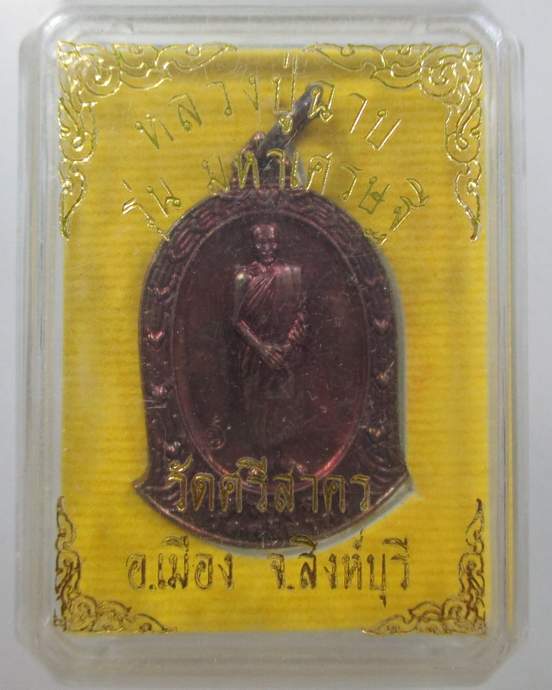 หลวงปู่ฉาบ
รุ่น มหาเศรษฐี
วัดศรีสาคร
อ.เมือง จ.สิงห์บุรี